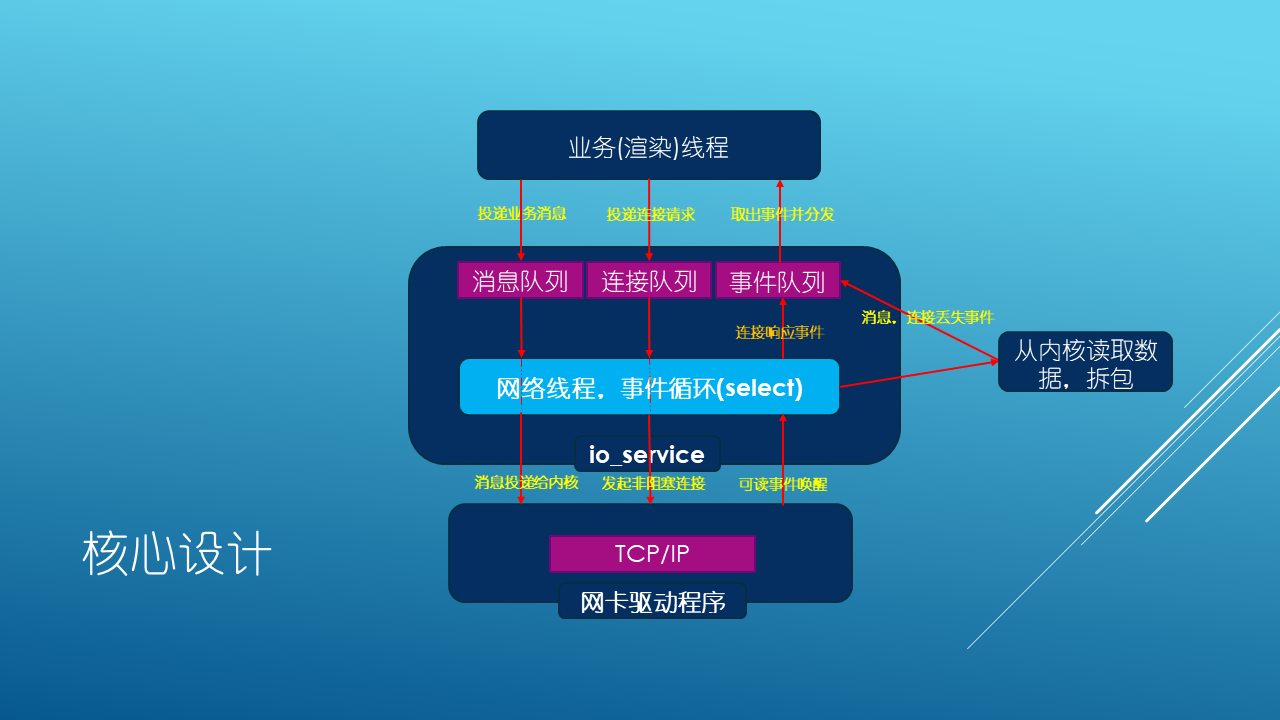 业务(渲染)线程
投递业务消息
投递连接请求
取出事件并分发
消息队列
连接队列
事件队列
消息，连接丢失事件
连接响应事件
从内核读取数
据，拆包
网络线程，事件循环(select)
io_service
消息投递给内核
发起非阻塞连接
可读事件唤醒
核心设计
TCP/IP
网卡驱动程序